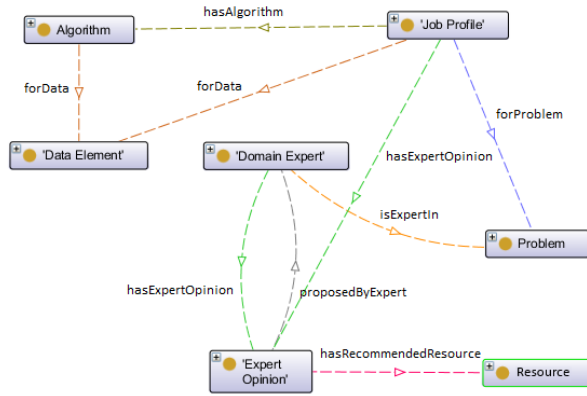 hasAlgorithm
Algorithm
'Job Profile'
forData
forData
forProblem
'Data Element'
'Domain Expert'
hasExpertOpinion
isExpertIn
Problem
hasExpertOpinion
proposedByExpert
'Expert
Opinion'
hasRecommendedResource
Resource